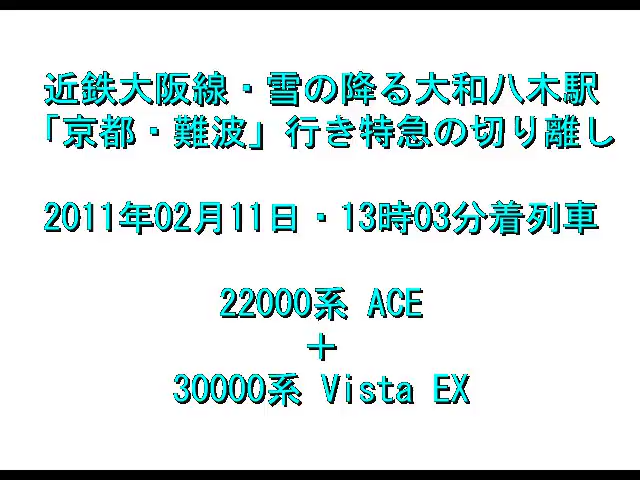 近鉄大阪線・雪の降る大和八木駅
「京都・難波」行き特急の切り離し
2011年02月11日・13時03分着列車
22000系 ACE
＋
30000系 Vista EX